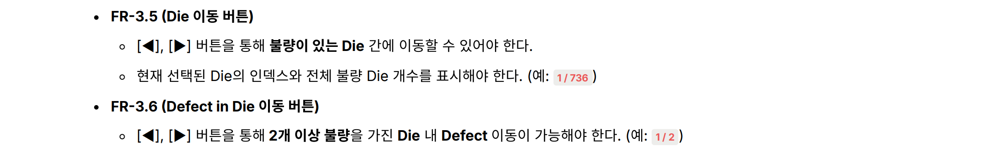 • FR-3.5 (Die 이동 버튼)
◦ [◀], [▶] 버튼을 통해 불량이 있는 Die 간에 이동할 수 있어야 한다.
◦ 현재 선택된 Die의 인덱스와 전체 불량 Die 개수를 표시해야 한다. (예: 1 / 736)
• FR-3.6 (Defect in Die 이동 버튼)
◦ [◀], [▶] 버튼을 통해 2개 이상 불량을 가진 Die 내 Defect 이동이 가능해야 한다. (예: 1 / 2)